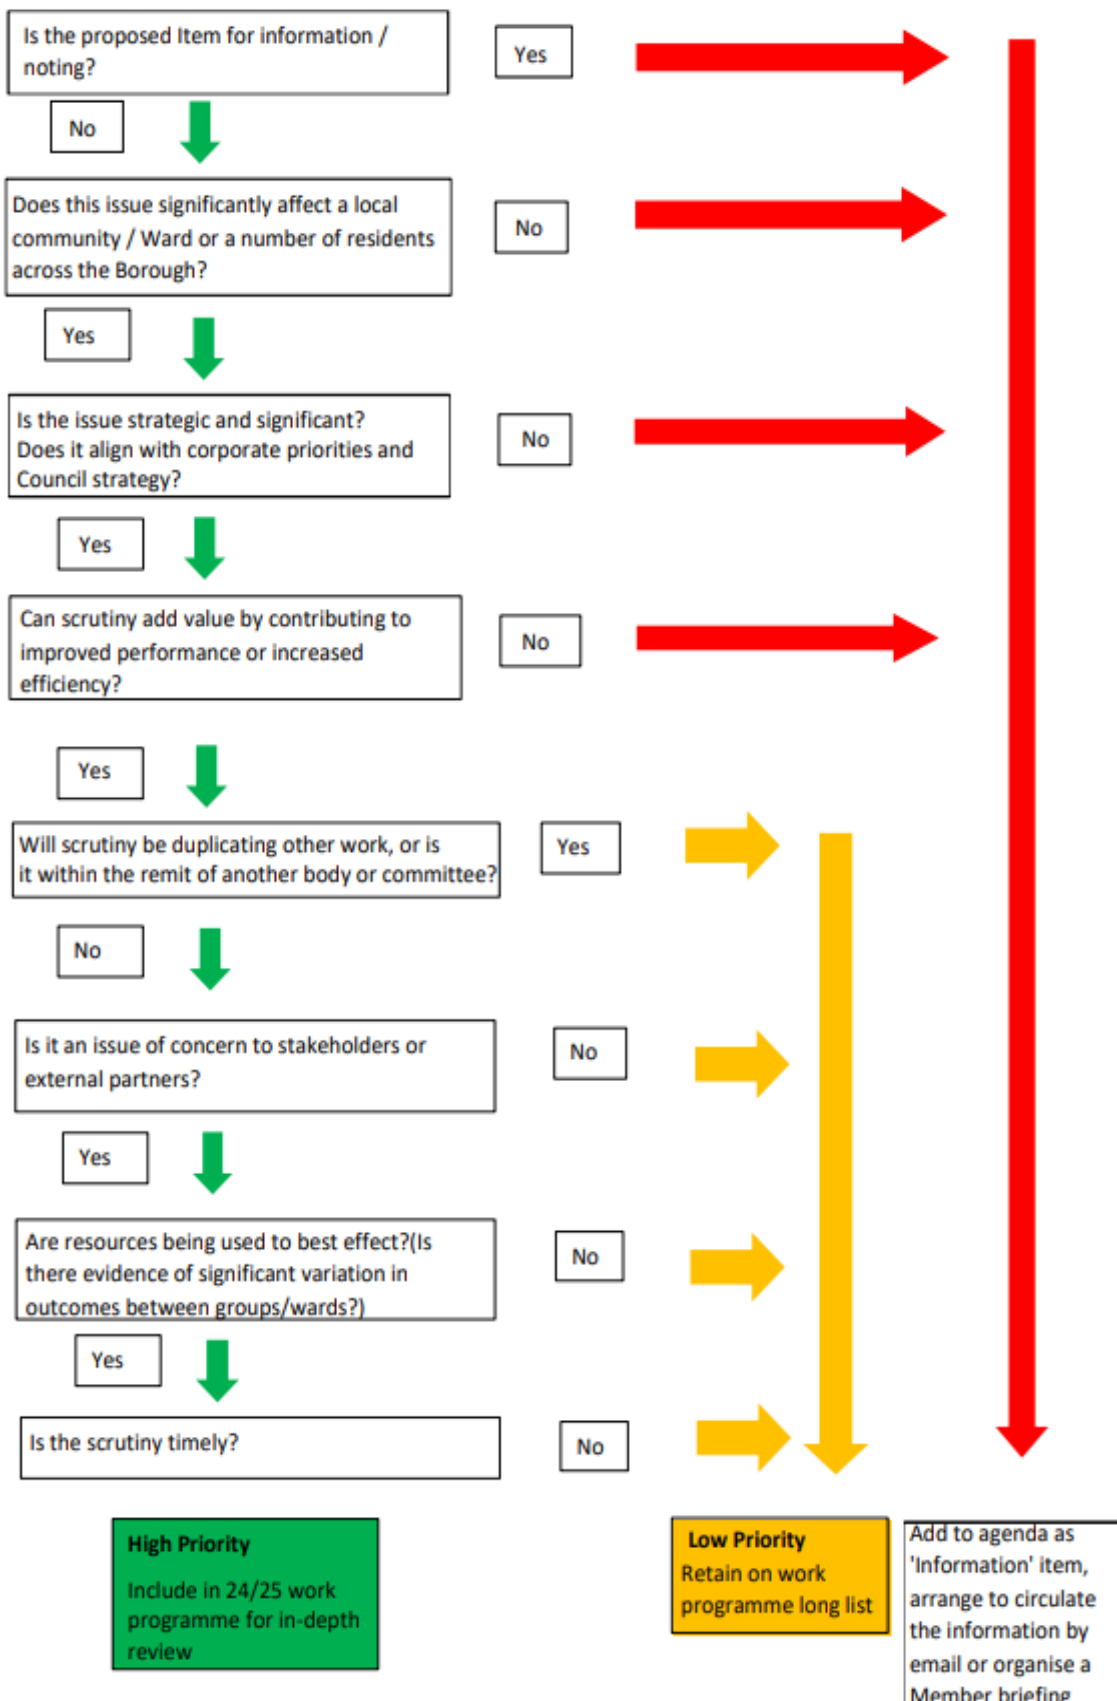 Is the proposed Item for information /
noting?
Yes
No
Does this issue significantly affect a local
community / Ward or a number of residents
across the Borough?
No
Yes
Is the issue strategic and significant?
Does it align with corporate priorities and
Council strategy?
No
Yes
Can scrutiny add value by contributing to
improved performance or increased
efficiency?
No
Yes
Will scrutiny be duplicating other work, or is
it within the remit of another body or committee?
Yes
No
Is it an issue of concern to stakeholders or
external partners?
No
Yes
Are resources being used to best effect?(Is
there evidence of significant variation in
outcomes between groups/wards?)
No
Yes
Is the scrutiny timely?
No
High Priority
Include in 24/25 work
programme for in-depth
review
Low Priority
Retain on work
programme long list
Add to agenda as
'Information' item,
arrange to circulate
the information by
email or organise a
Member briefing